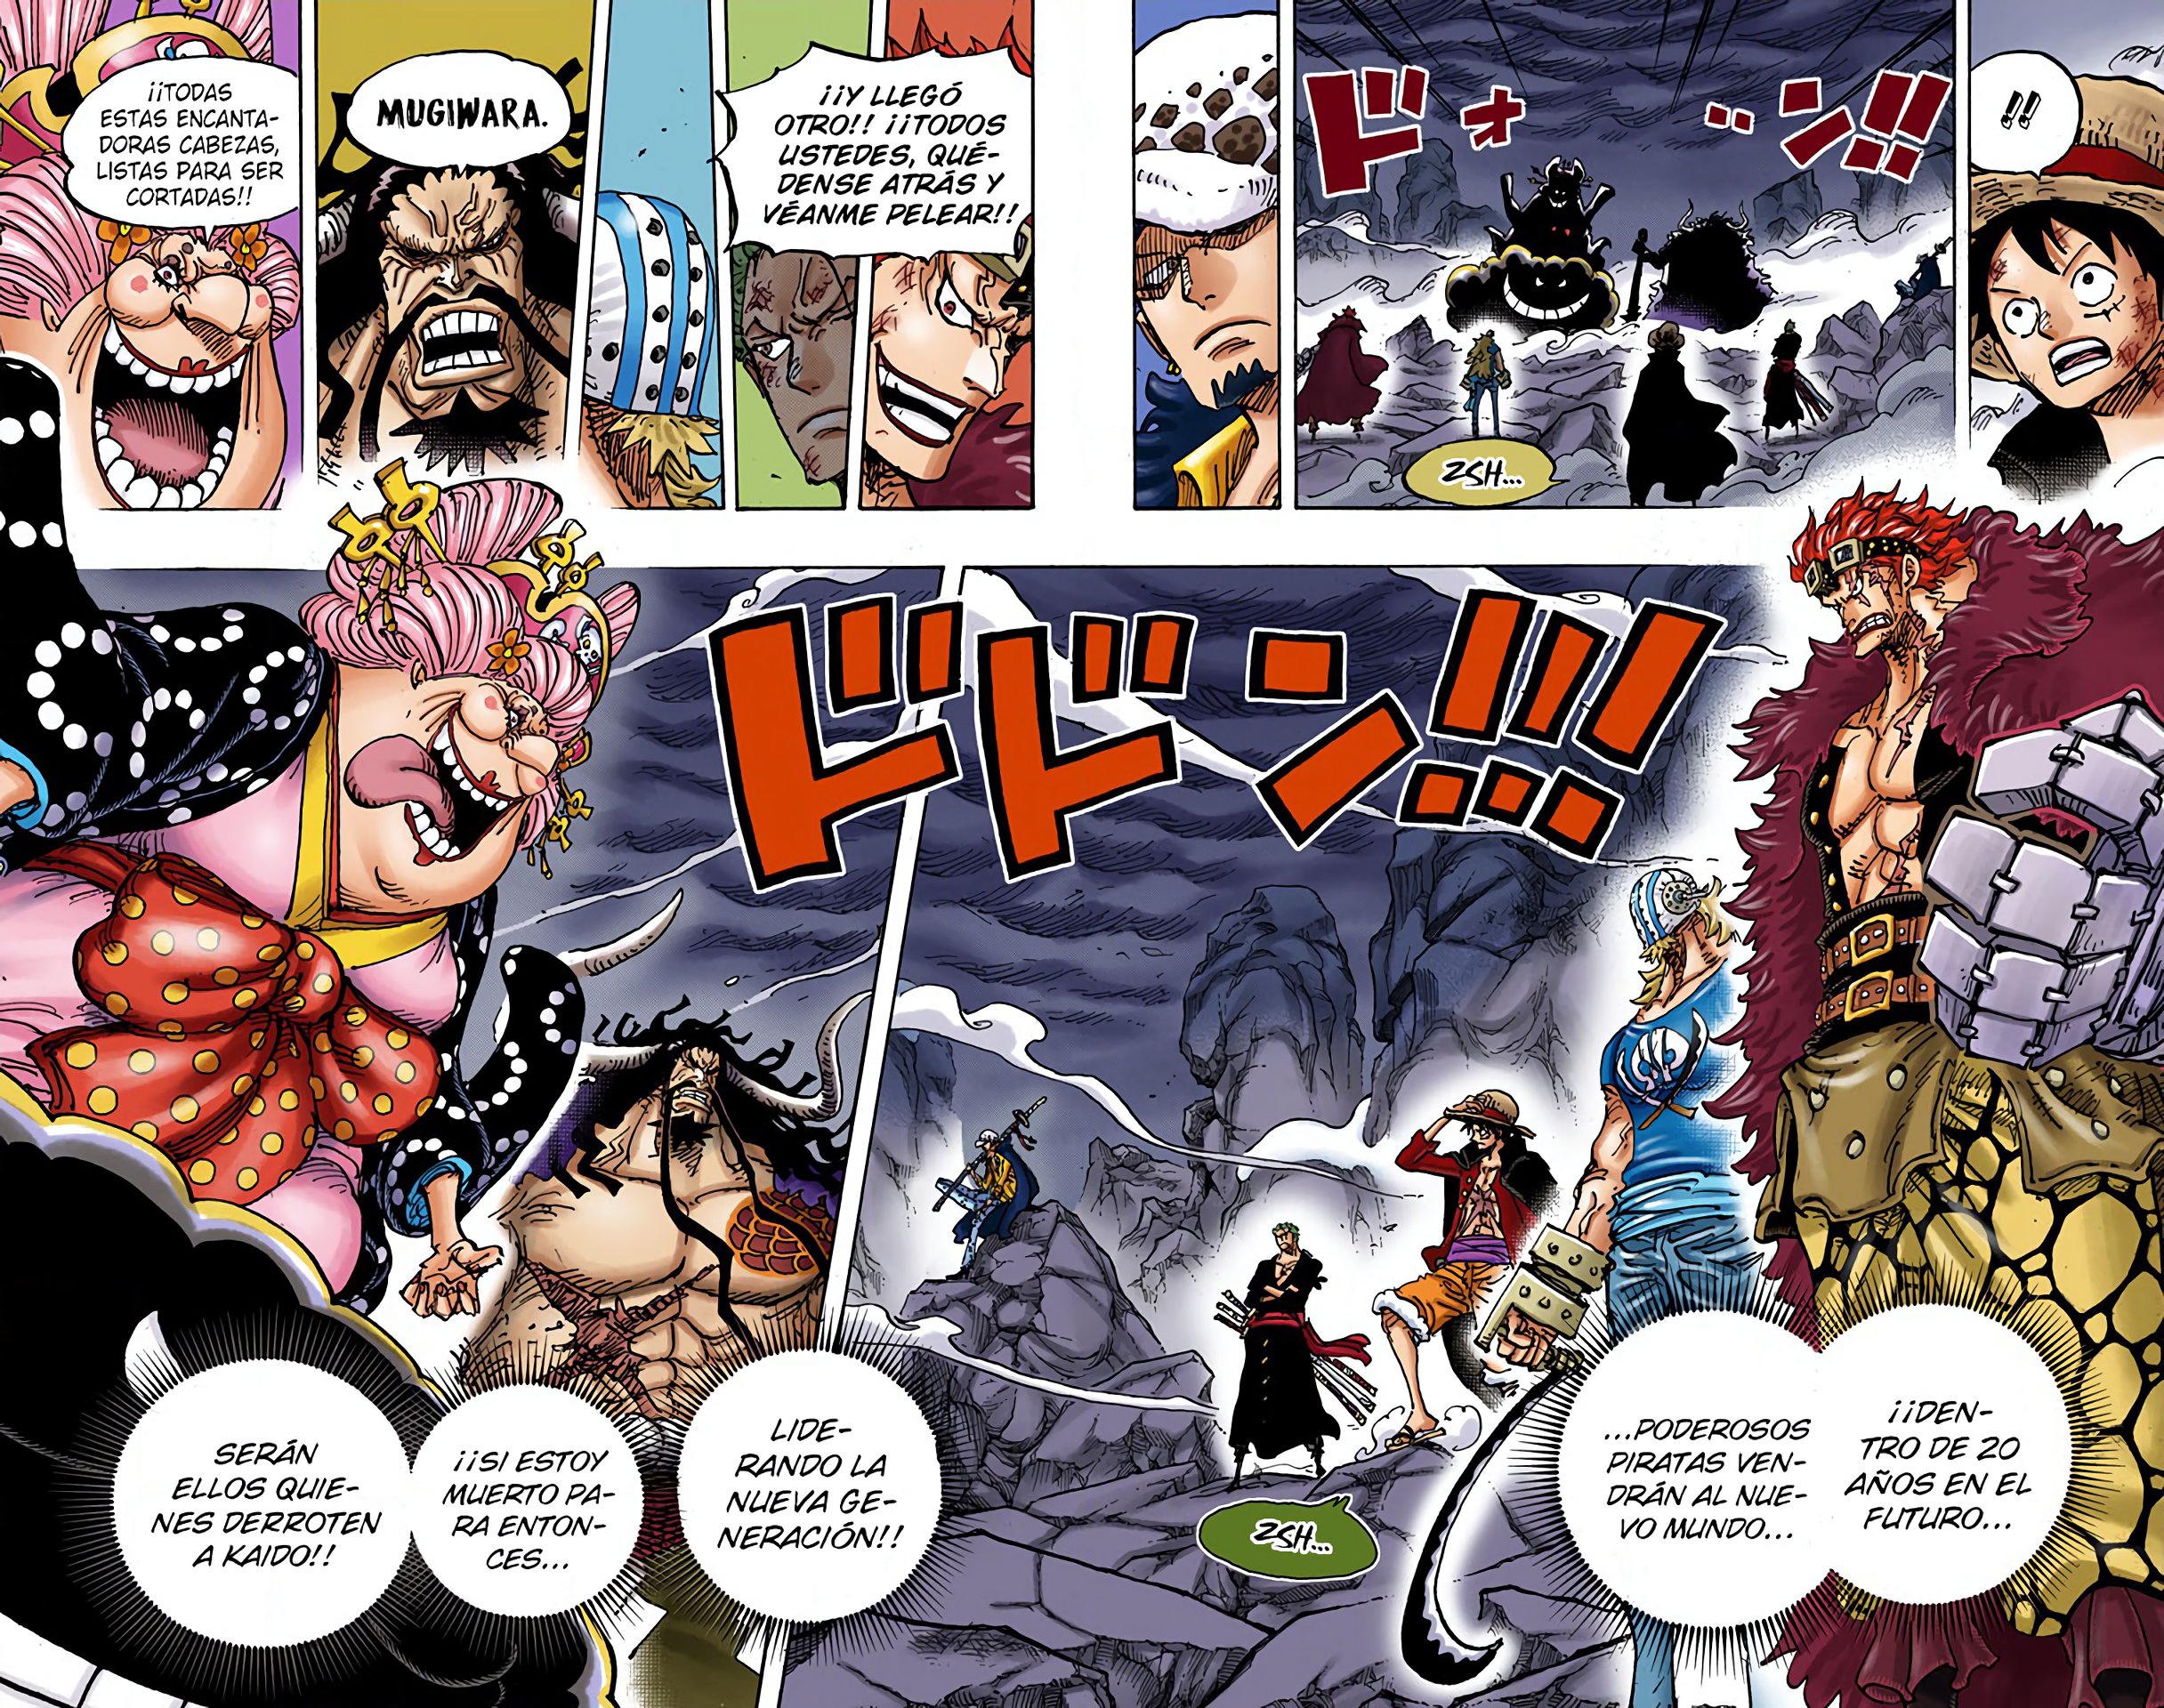 !!
ドォ…ン!!
ZSH...
¡¡Y LLEGÓ
OTRO!! ¡¡TODOS
USTEDES, QUÉ-
DENSE ATRÁS Y
VÉANME PELEAR!!
MUGIWARA.
¡¡TODAS
ESTAS ENCANTA-
DORAS CABEZAS,
LISTAS PARA SER
CORTADAS!!
ドドン!!!
¡¡DEN-
TRO DE 20
AÑOS EN EL
FUTURO...
...PODEROSOS
PIRATAS VEN-
DRÁN AL NUE-
VO MUNDO...
ZSH...
LIDE-
RANDO LA
NUEVA GE-
NERACIÓN!!
¡¡SI ESTOY
MUERTO PA-
RA ENTON-
CES...
SERÁN
ELLOS QUIE-
NES DERROTEN
A KAIDO!!